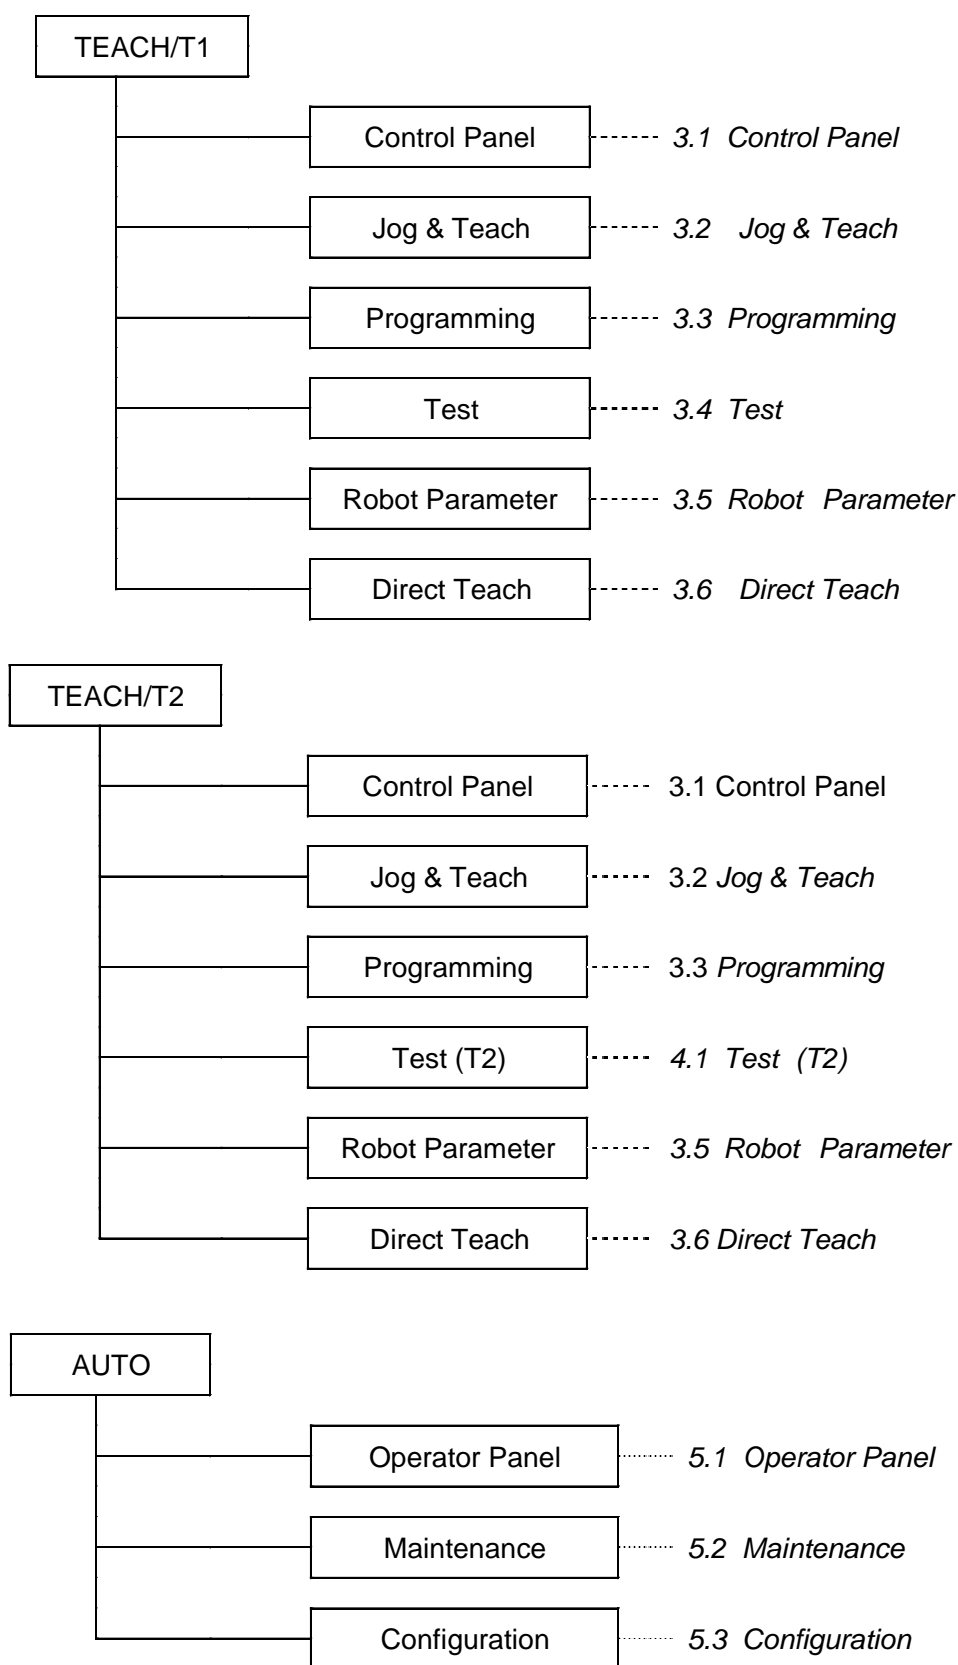 TEACH/T1
Control Panel 3.1 Control Panel
Jog & Teach 3.2 Jog & Teach
Programming 3.3 Programming
Test 3.4 Test
Robot Parameter 3.5 Robot Parameter
Direct Teach 3.6 Direct Teach
TEACH/T2
Control Panel 3.1 Control Panel
Jog & Teach 3.2 Jog & Teach
Programming 3.3 Programming
Test (T2) 4.1 Test (T2)
Robot Parameter 3.5 Robot Parameter
Direct Teach 3.6 Direct Teach
AUTO
Operator Panel 5.1 Operator Panel
Maintenance 5.2 Maintenance
Configuration 5.3 Configuration